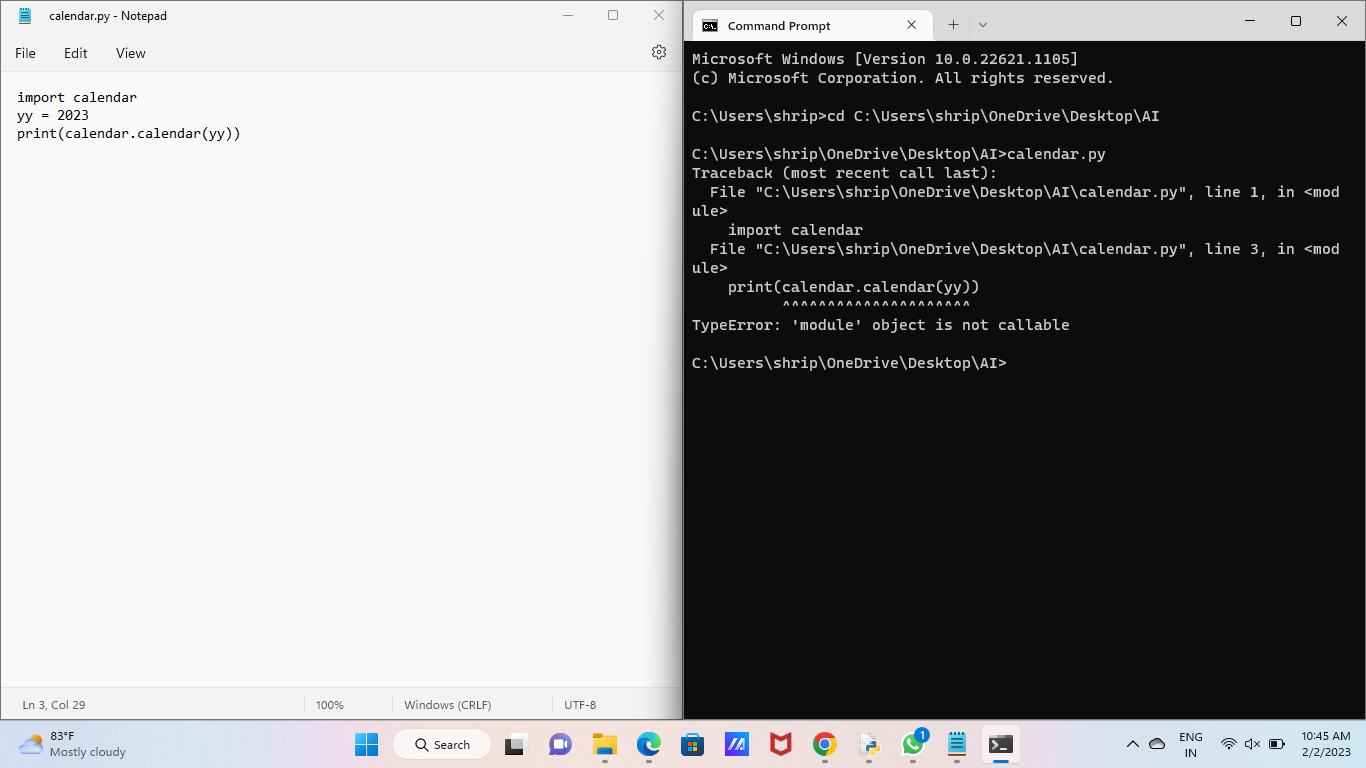 calendar.py - Notepad
File Edit View
import calendar
yy = 2023
print(calendar.calendar(yy))
Ln 3, Col 29 100% Windows (CRLF) UTF-8
Command Prompt
Microsoft Windows [Version 10.0.22621.1105]
(c) Microsoft Corporation. All rights reserved.
C:\Users\shrip>cd C:\Users\shrip\OneDrive\Desktop\AI
C:\Users\shrip\OneDrive\Desktop\AI>calendar.py
Traceback (most recent call last):
  File "C:\Users\shrip\OneDrive\Desktop\AI\calendar.py", line 1, in <mod
ule>
    import calendar
  File "C:\Users\shrip\OneDrive\Desktop\AI\calendar.py", line 3, in <mod
ule>
    print(calendar.calendar(yy))
          ^^^^^^^^^^^^^^^^^^^^^
TypeError: 'module' object is not callable
C:\Users\shrip\OneDrive\Desktop\AI>
83°F
Mostly cloudy
Search
1
ENG
IN
10:45 AM
2/2/2023